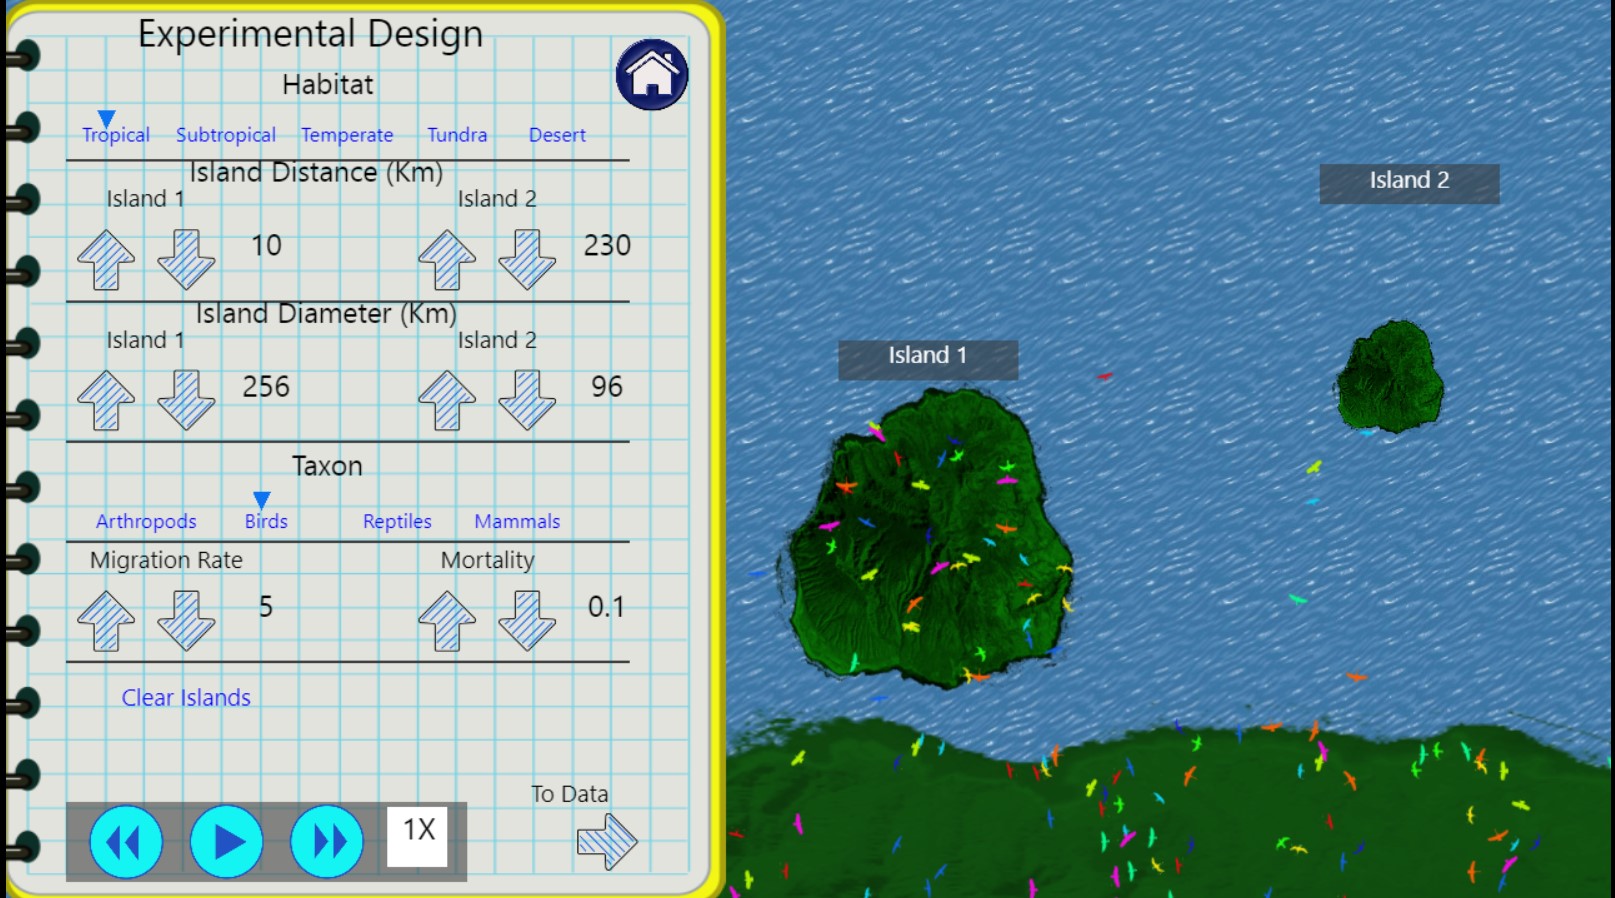 Experimental Design
Habitat
Tropical Subtropical Temperate Tundra Desert
Island Distance (Km)
Island 1 Island 2
10 230
Island Diameter (Km)
Island 1 Island 2
256 96
Taxon
Arthropods Birds Reptiles Mammals
Migration Rate Mortality
5 0.1
Clear Islands
To Data
1X
Island 2
Island 1